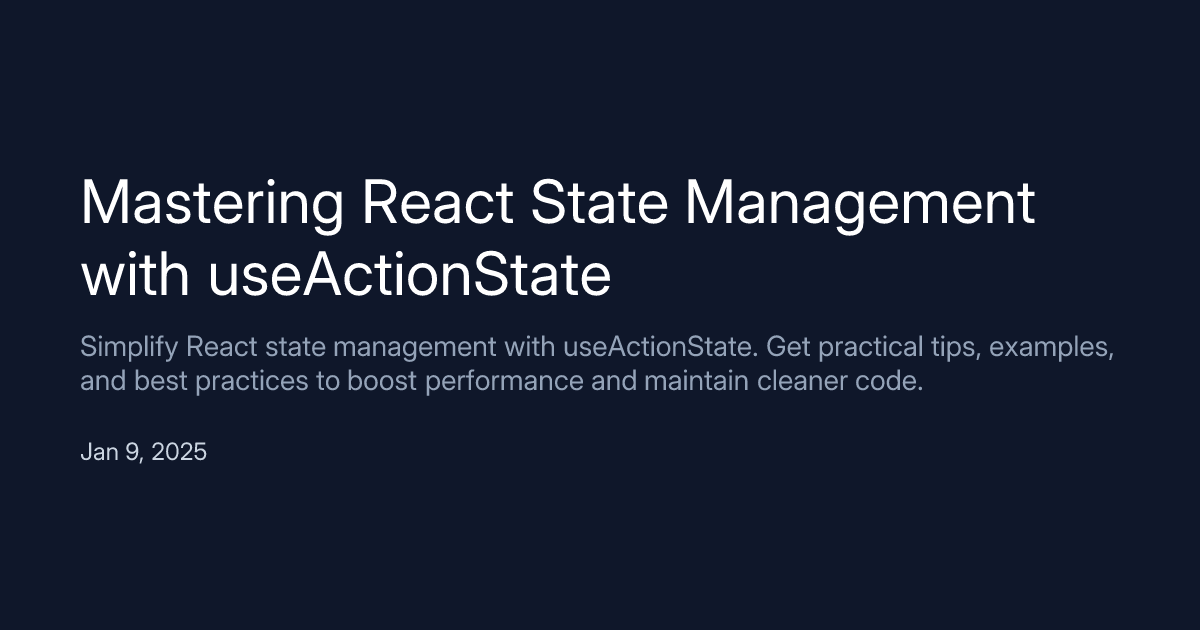 Mastering React State Management
with useActionState
Simplify React state management with useActionState. Get practical tips, examples,
and best practices to boost performance and maintain cleaner code.
Jan 9, 2025